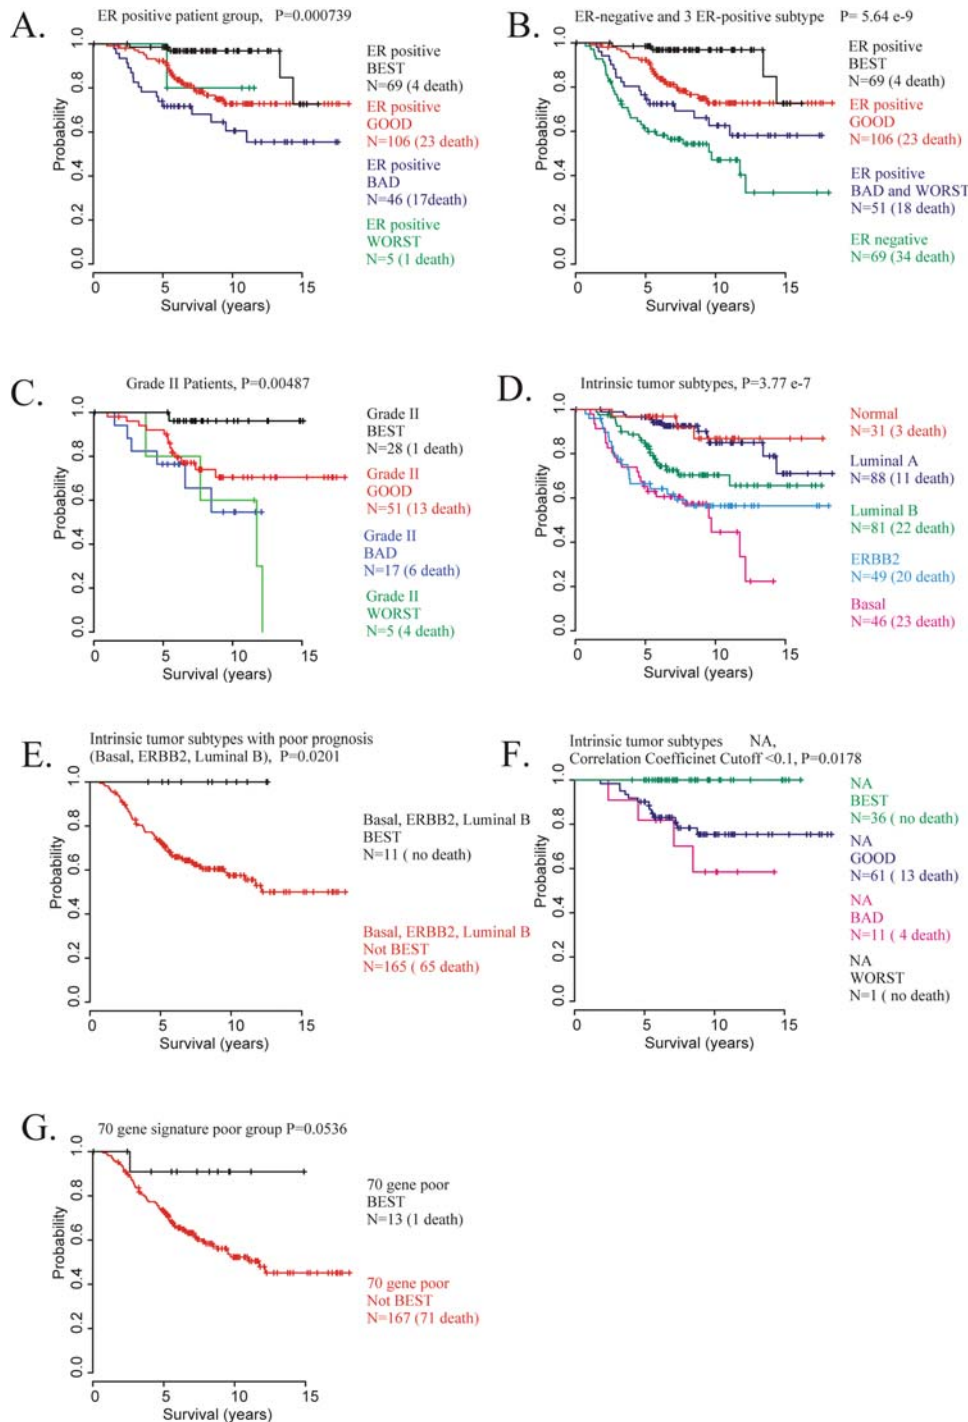 A.
ER positive patient group, P=0.000739
Probability
0.0 0.2 0.4 0.6 0.8 1.0
0 5 10 15
Survival (years)
ER positive
BEST
N=69 (4 death)
ER positive
GOOD
N=106 (23 death)
ER positive
BAD
N=46 (17death)
ER positive
WORST
N=5 (1 death)
B.
ER-negative and 3 ER-positive subtype P= 5.64 e-9
Probability
0.0 0.2 0.4 0.6 0.8 1.0
0 5 10 15
Survival (years)
ER positive
BEST
N=69 (4 death)
ER positive
GOOD
N=106 (23 death)
ER positive
BAD and WORST
N=51 (18 death)
ER negative
N=69 (34 death)
C.
Grade II Patients, P=0.00487
Probability
0.0 0.2 0.4 0.6 0.8 1.0
0 5 10 15
Survival (years)
Grade II
BEST
N=28 (1 death)
Grade II
GOOD
N=51 (13 death)
Grade II
BAD
N=17 (6 death)
Grade II
WORST
N=5 (4 death)
D.
Intrinsic tumor subtypes, P=3.77 e-7
Probability
0.0 0.2 0.4 0.6 0.8 1.0
0 5 10 15
Survival (years)
Normal
N=31 (3 death)
Luminal A
N=88 (11 death)
Luminal B
N=81 (22 death)
ERBB2
N=49 (20 death)
Basal
N=46 (23 death)
E.
Intrinsic tumor subtypes with poor prognosis
(Basal, ERBB2, Luminal B), P=0.0201
Probability
0.0 0.2 0.4 0.6 0.8 1.0
0 5 10 15
Survival (years)
Basal, ERBB2, Luminal B
BEST
N=11 ( no death)
Basal, ERBB2, Luminal B
Not BEST
N=165 ( 65 death)
F.
Intrinsic tumor subtypes NA,
Correlation Coefficinet Cutoff <0.1, P=0.0178
Probability
0.0 0.2 0.4 0.6 0.8 1.0
0 5 10 15
Survival (years)
NA
BEST
N=36 ( no death)
NA
GOOD
N=61 ( 13 death)
NA
BAD
N=11 ( 4 death)
NA
WORST
N=1 ( no death)
G.
70 gene signature poor group P=0.0536
Probability
0.0 0.2 0.4 0.6 0.8 1.0
0 5 10 15
Survival (years)
70 gene poor
BEST
N=13 (1 death)
70 gene poor
Not BEST
N=167 (71 death)